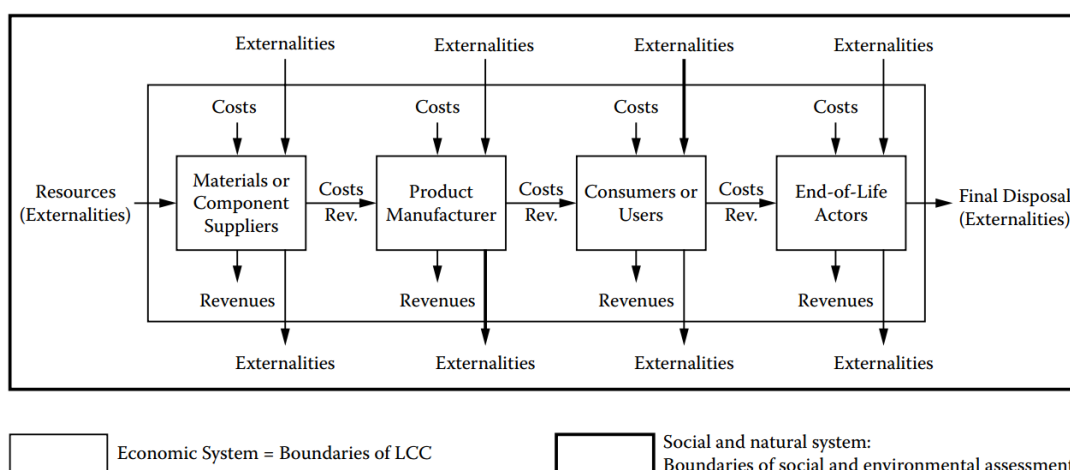 Externalities
Externalities
Externalities
Externalities
Costs
Costs
Costs
Costs
Resources
(Externalities)
Materials or
Component
Suppliers
Costs
Rev.
Product
Manufacturer
Costs
Rev.
Consumers or
Users
Costs
Rev.
End-of-Life
Actors
Final Disposal
(Externalities)
Revenues
Revenues
Revenues
Revenues
Externalities
Externalities
Externalities
Externalities
Economic System = Boundaries of LCC
Social and natural system:
Boundaries of social and environmental assessment